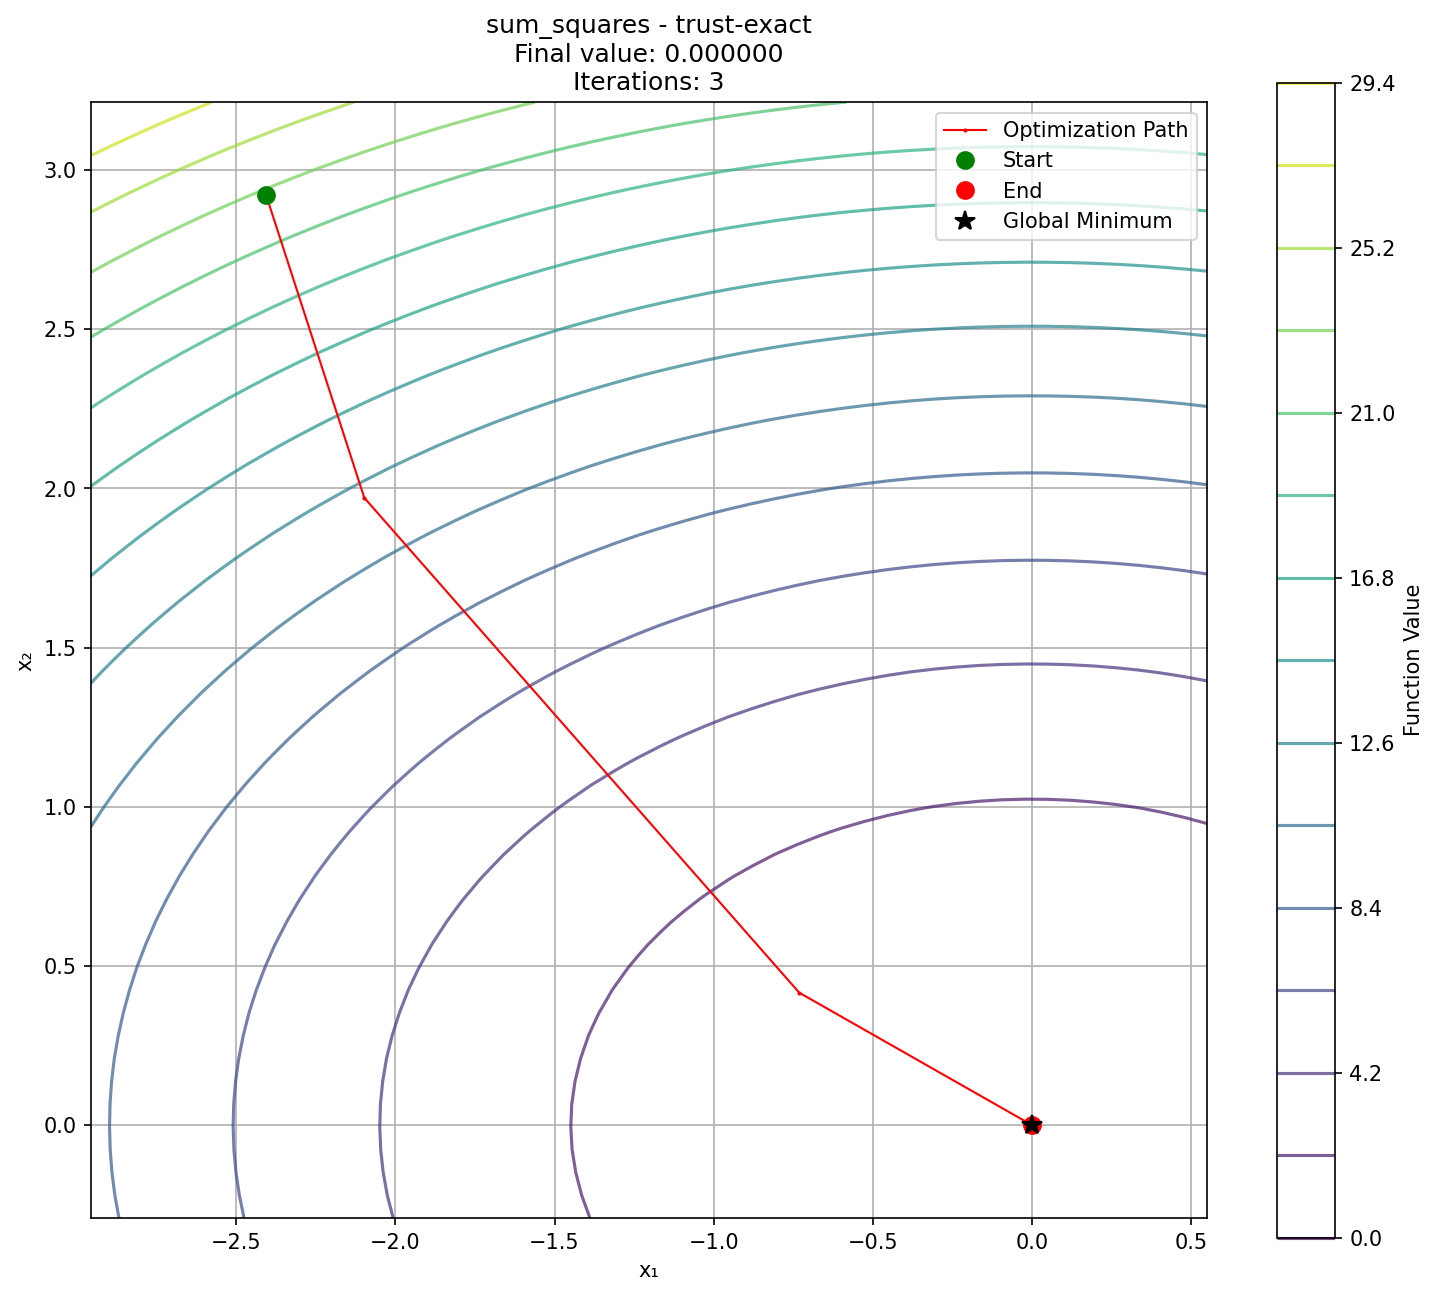 sum_squares - trust-exact
Final value: 0.000000
Iterations: 3
Optimization Path
Start
End
Global Minimum
3.0
2.5
2.0
1.5
1.0
0.5
0.0
x₂
−2.5
−2.0
−1.5
−1.0
−0.5
0.0
0.5
x₁
29.4
25.2
21.0
16.8
12.6
8.4
4.2
0.0
Function Value